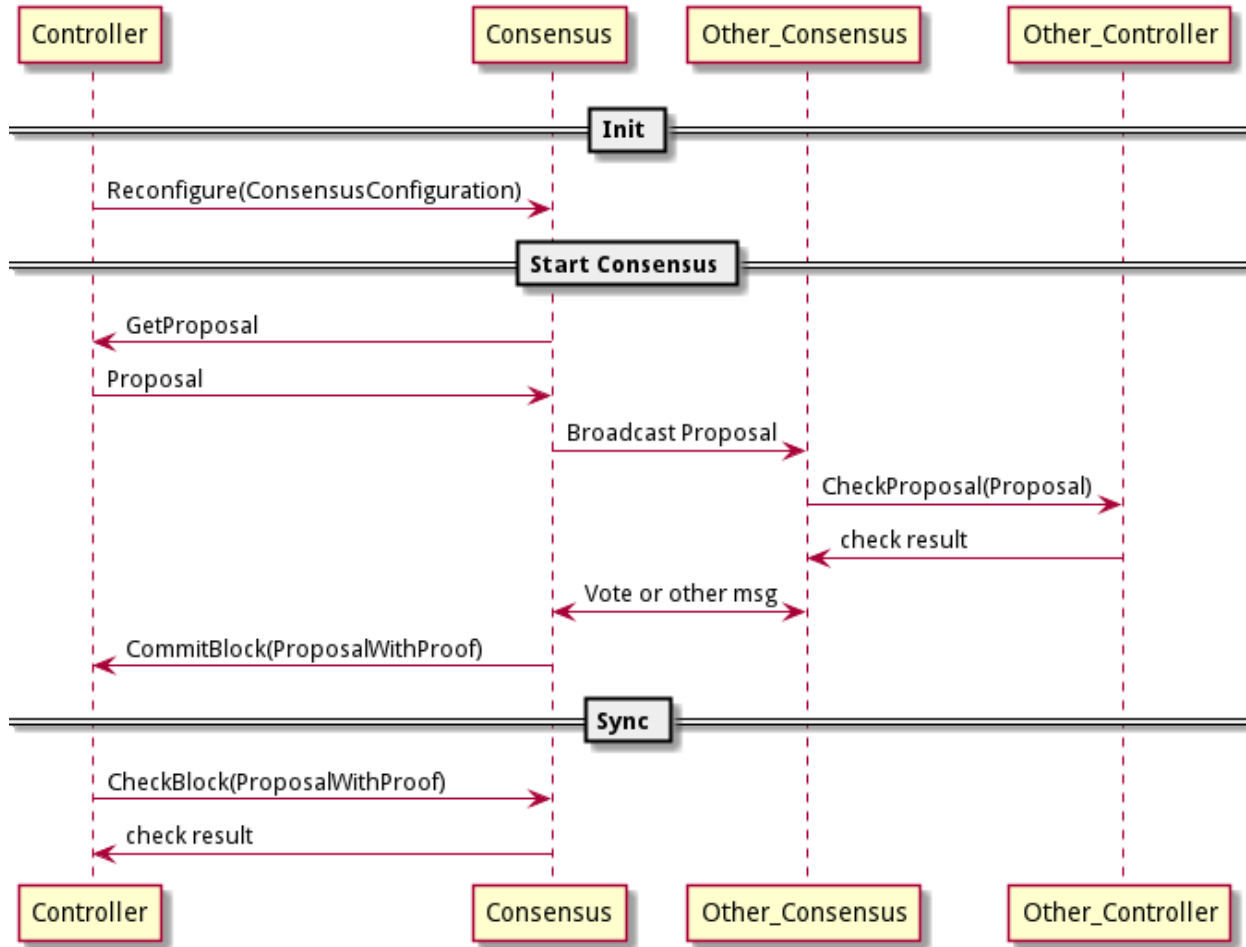 Controller
Consensus
Other_Consensus
Other_Controller
Init
Reconfigure(ConsensusConfiguration)
Start Consensus
GetProposal
Proposal
Broadcast Proposal
CheckProposal(Proposal)
check result
Vote or other msg
CommitBlock(ProposalWithProof)
Sync
CheckBlock(ProposalWithProof)
check result
Controller
Consensus
Other_Consensus
Other_Controller